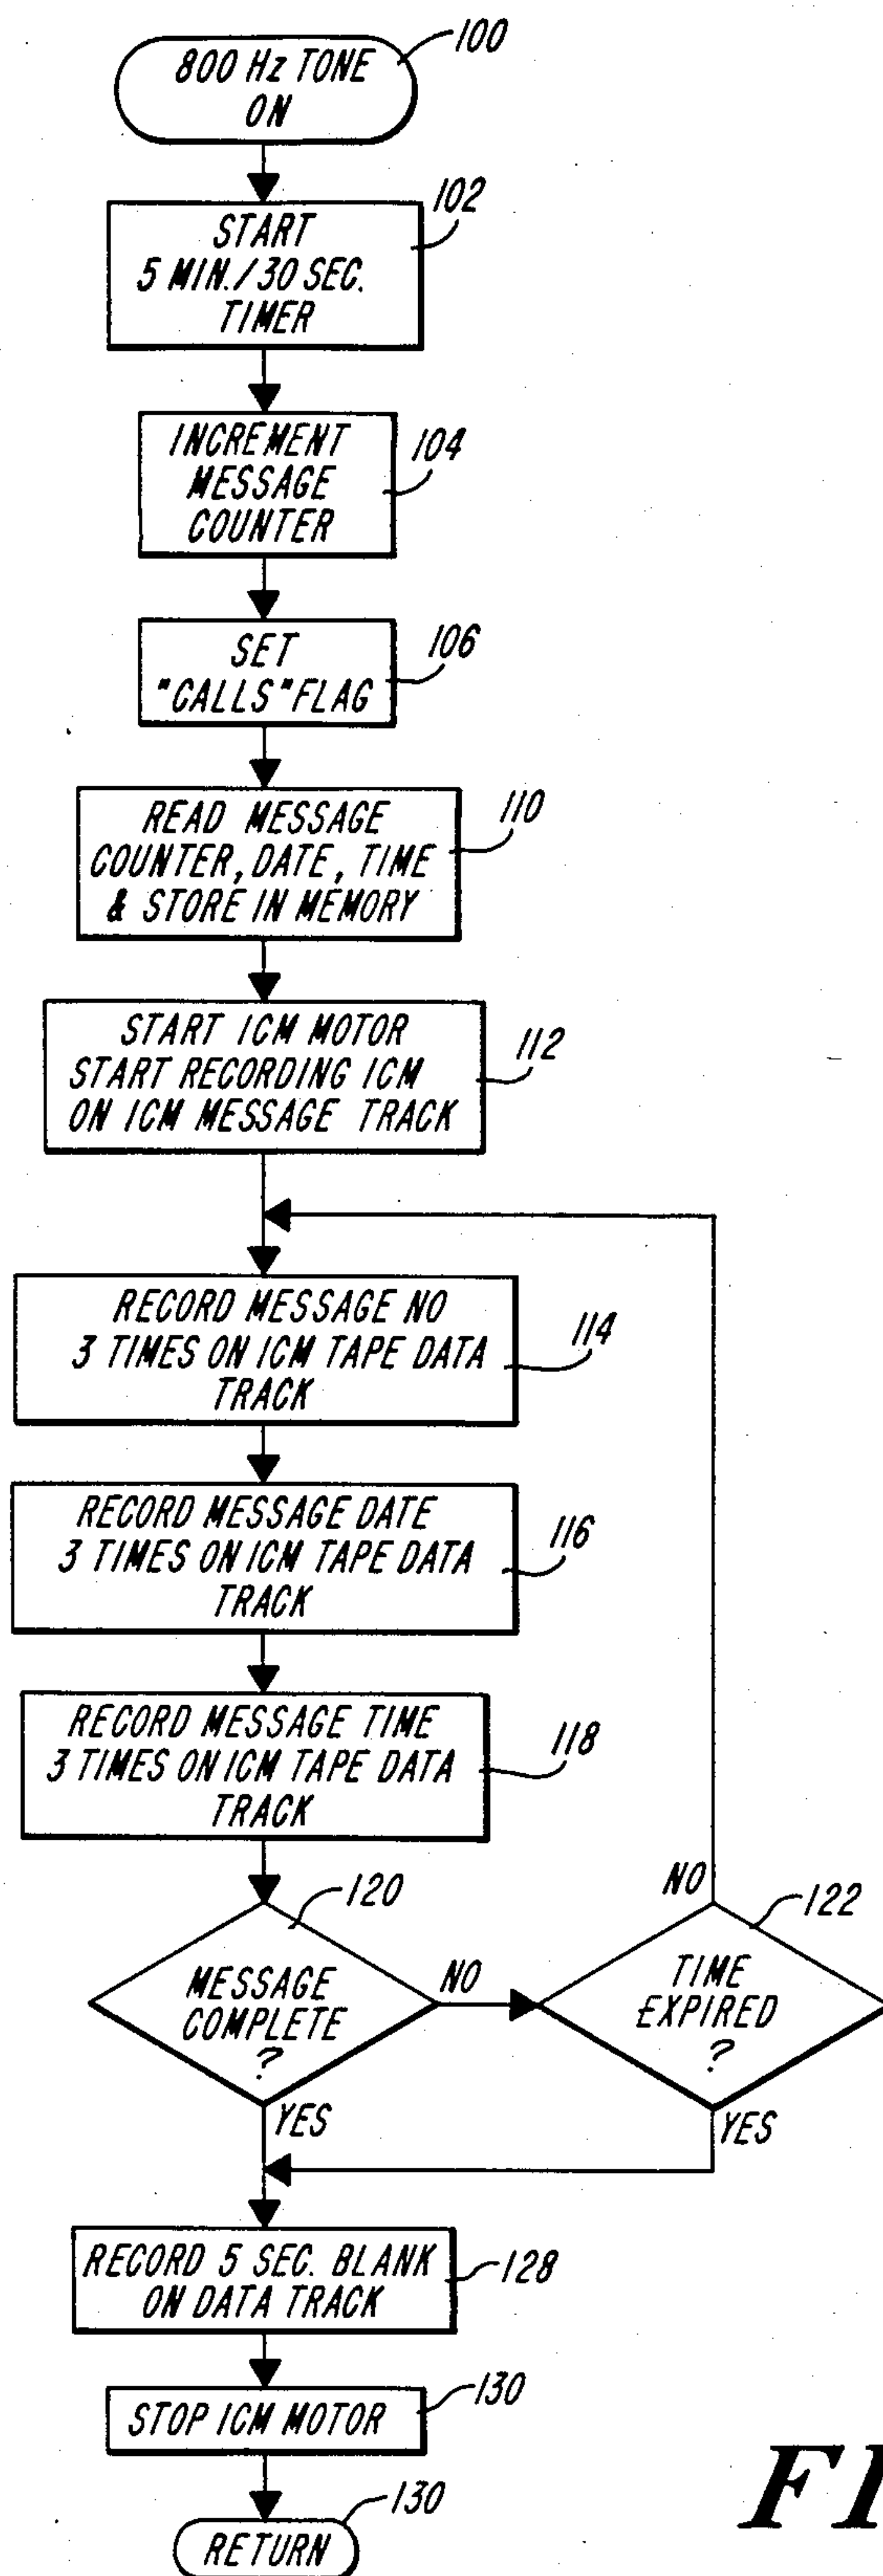 100
800 Hz TONE
ON
102
START
5 MIN./30 SEC.
TIMER
104
INCREMENT
MESSAGE
COUNTER
106
SET
"CALLS" FLAG
110
READ MESSAGE
COUNTER, DATE, TIME
& STORE IN MEMORY
112
START ICM MOTOR
START RECORDING ICM
ON ICM MESSAGE TRACK
114
RECORD MESSAGE NO
3 TIMES ON ICM TAPE DATA
TRACK
116
RECORD MESSAGE DATE
3 TIMES ON ICM TAPE DATA
TRACK
118
RECORD MESSAGE TIME
3 TIMES ON ICM TAPE DATA
TRACK
120
MESSAGE
COMPLETE
?
NO
YES
NO
122
TIME
EXPIRED
?
YES
RECORD 5 SEC. BLANK
ON DATA TRACK
128
STOP ICM MOTOR
130
130
RETURN